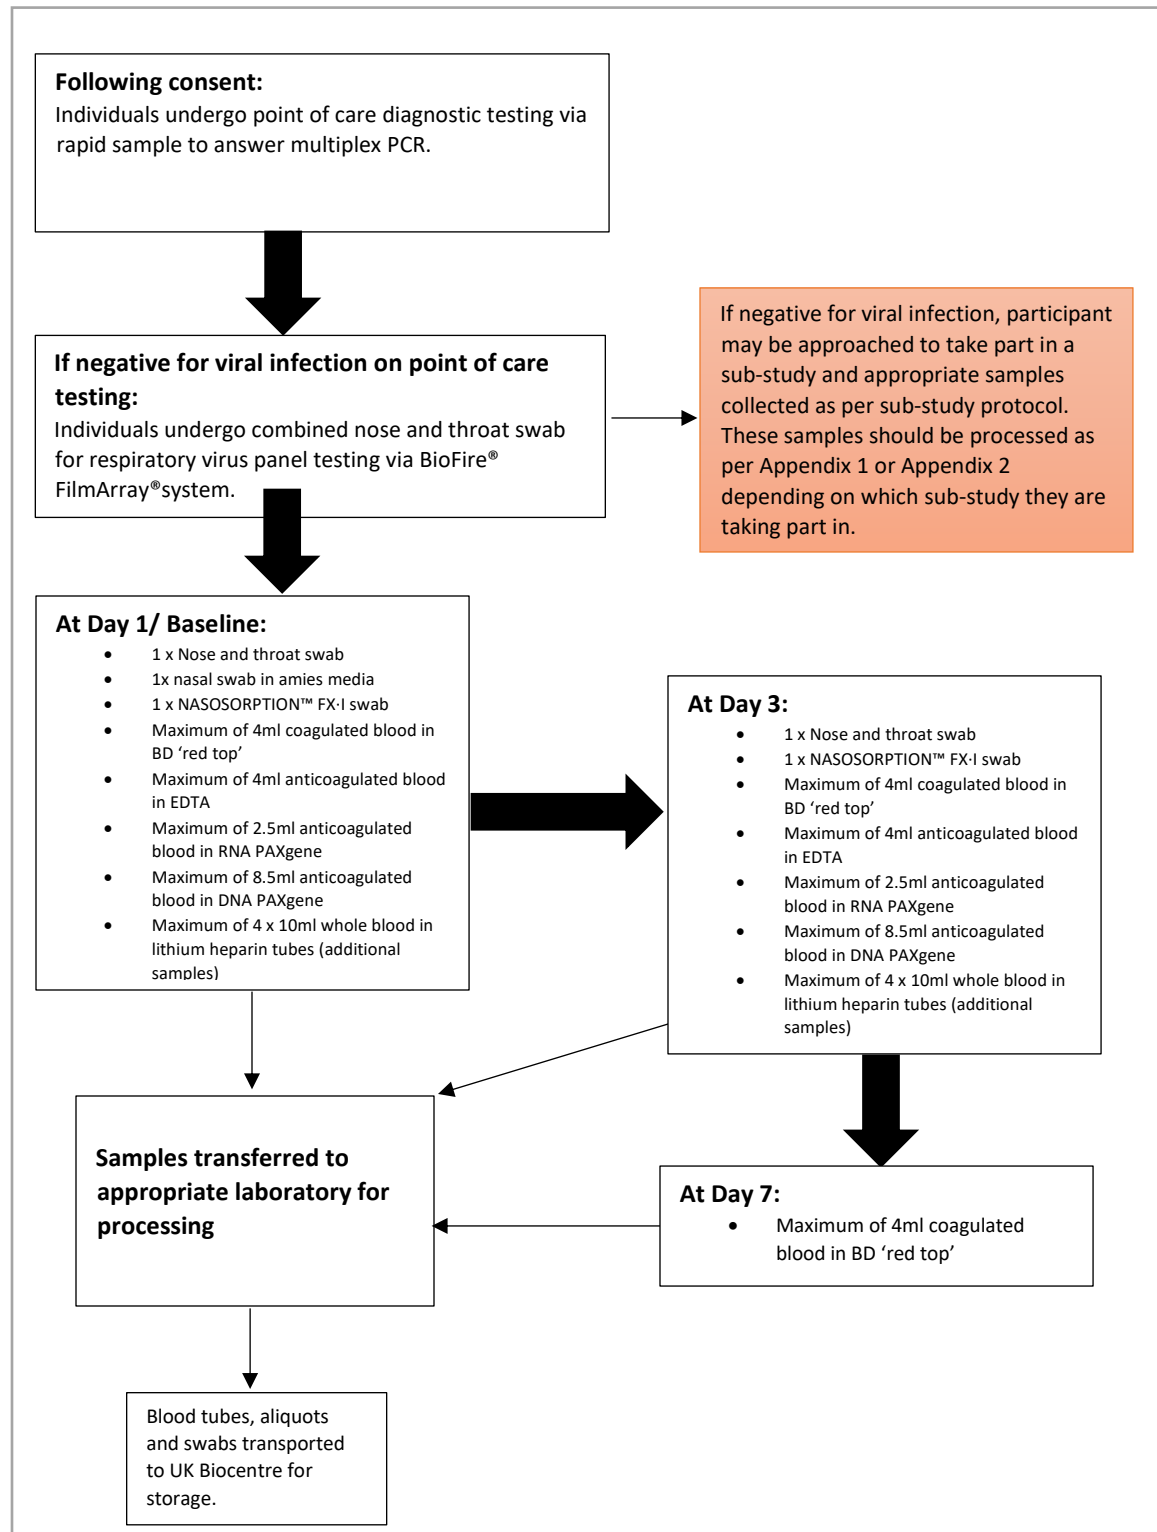 Following consent:
Individuals undergo point of care diagnostic testing via
rapid sample to answer multiplex PCR.
If negative for viral infection on point of care
testing:
Individuals undergo combined nose and throat swab
for respiratory virus panel testing via BioFire®
FilmArray®system.
If negative for viral infection, participant
may be approached to take part in a
sub-study and appropriate samples
collected as per sub-study protocol.
These samples should be processed as
per Appendix 1 or Appendix 2
depending on which sub-study they are
taking part in.
At Day 1/ Baseline:
• 1 x Nose and throat swab
• 1x nasal swab in amies media
• 1 x NASOSORPTION™ FX·I swab
• Maximum of 4ml coagulated blood in
BD ‘red top’
• Maximum of 4ml anticoagulated blood
in EDTA
• Maximum of 2.5ml anticoagulated
blood in RNA PAXgene
• Maximum of 8.5ml anticoagulated
blood in DNA PAXgene
• Maximum of 4 x 10ml whole blood in
lithium heparin tubes (additional
samples)
At Day 3:
• 1 x Nose and throat swab
• 1 x NASOSORPTION™ FX·I swab
• Maximum of 4ml coagulated blood in
BD ‘red top’
• Maximum of 4ml anticoagulated blood
in EDTA
• Maximum of 2.5ml anticoagulated
blood in RNA PAXgene
• Maximum of 8.5ml anticoagulated
blood in DNA PAXgene
• Maximum of 4 x 10ml whole blood in
lithium heparin tubes (additional
samples)
Samples transferred to
appropriate laboratory for
processing
At Day 7:
• Maximum of 4ml coagulated
blood in BD ‘red top’
Blood tubes, aliquots
and swabs transported
to UK Biocentre for
storage.